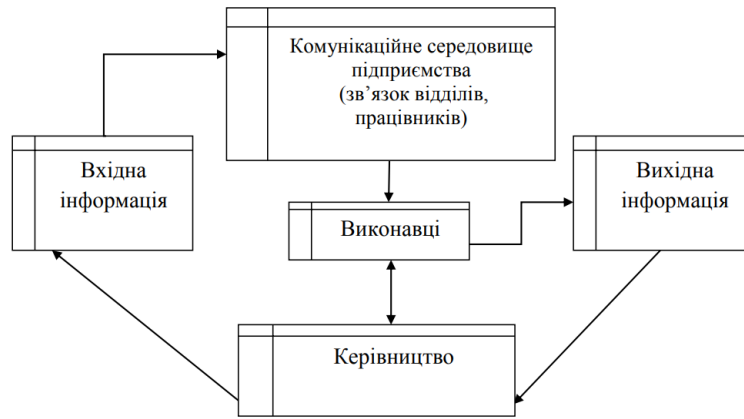 Комунікаційне середовище
підприємства
(зв’язок відділів,
працівників)
Вхідна
інформація
Вихідна
інформація
Виконавці
Керівництво